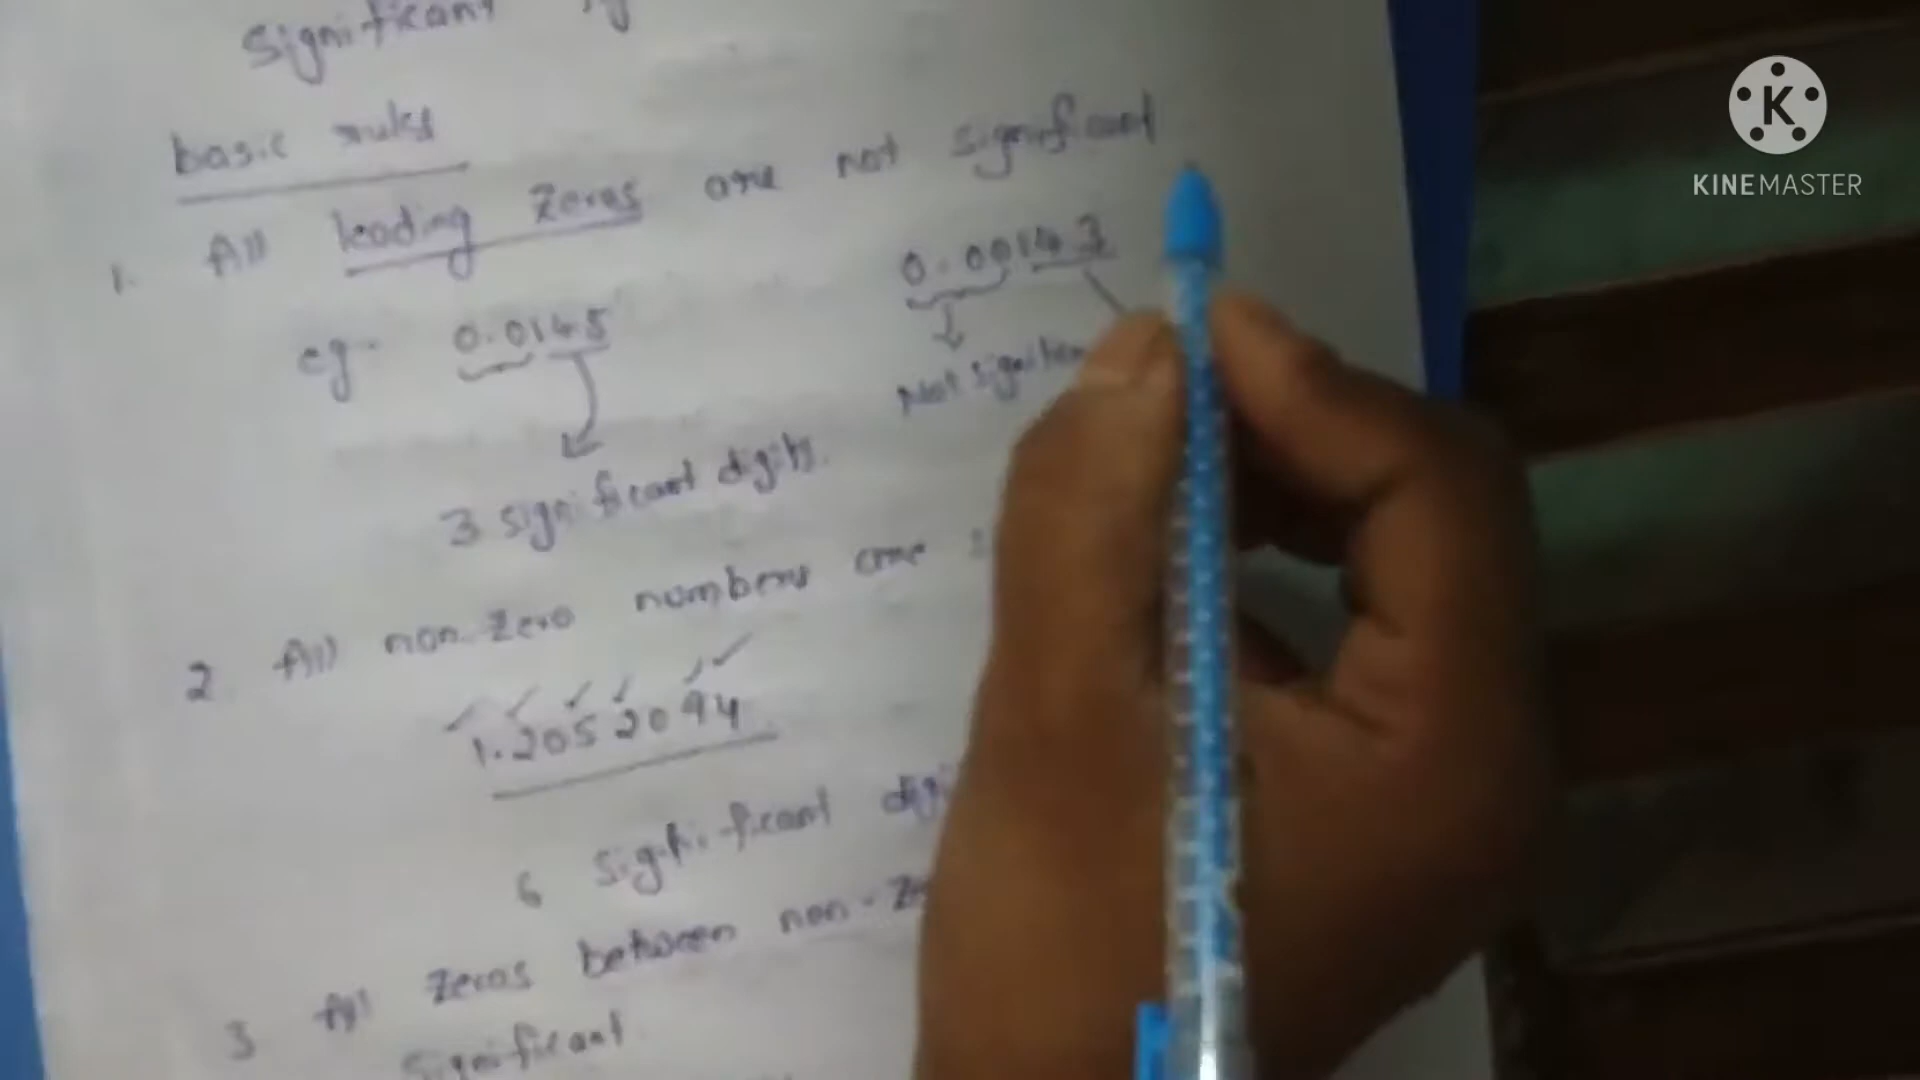 Significant
basic rules
1. All leading zeros are not significant
eg- 0.0145 0.00143
Not
3 significant digits.
2. All non-zero numbers are
1.2052094
6 significant
3 All zeros between non-
significant
KINEMASTER